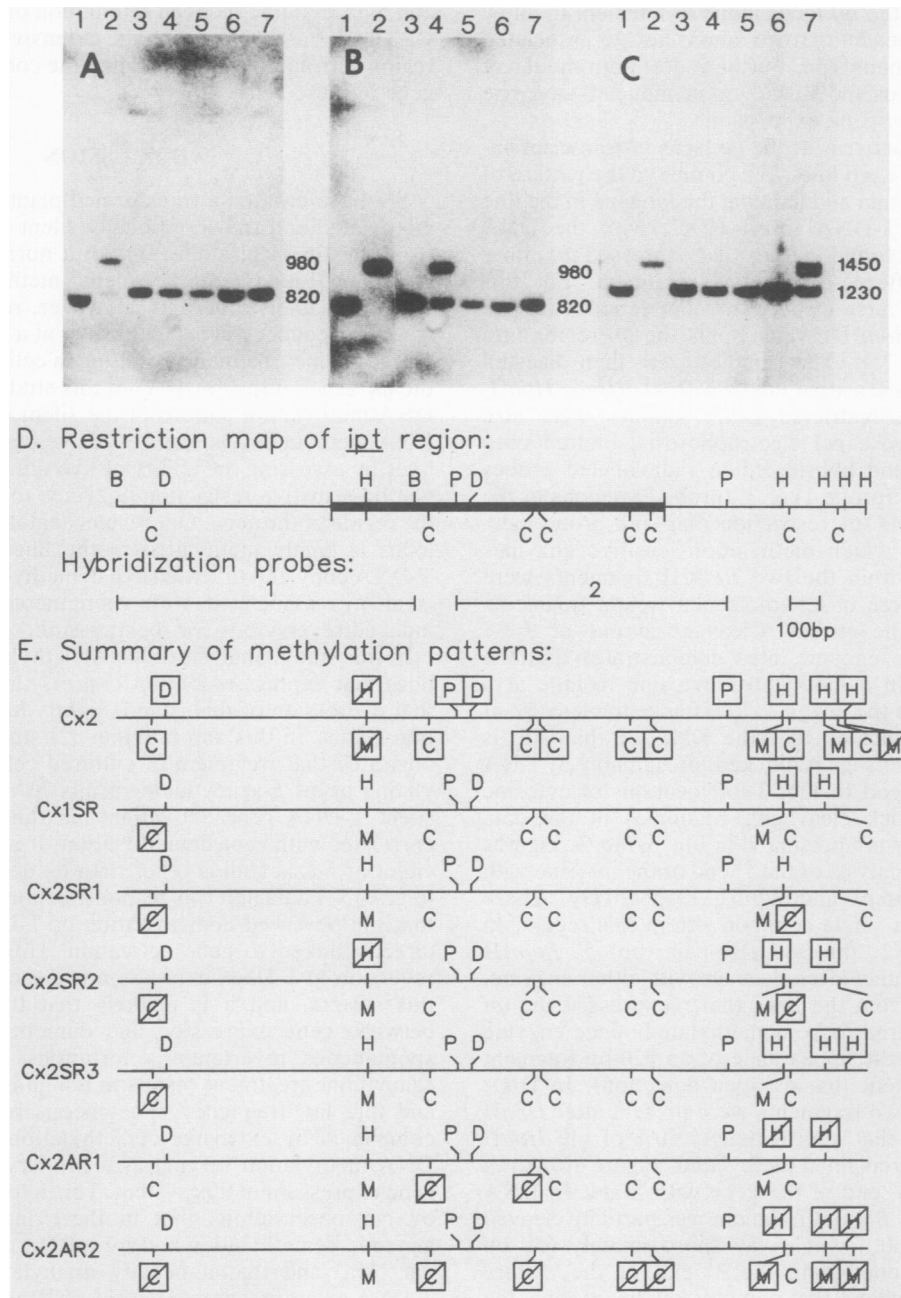 1 2 3 4 5 6 7
1 2 3 4 5 6 7
1 2 3 4 5 6 7
A
B
C
980
820
980
820
1450
1230
D. Restriction map of ipt region:
B D H B P D P H H H H
C C C C C C C C
Hybridization probes:
1 2
100bp
E. Summary of methylation patterns:
D H P D P H H H
Cx2
C M C C C C C C M C M M
D H P D P H H
Cx1SR
C M C C C C C M C C C
D H P D P H
Cx2SR1
C M C C C C C M C
D H P D P H H H
Cx2SR2
C M C C C C C M C C
D H P D P H H H
Cx2SR3
C M C C C C C M C C C
D H P D P H H
Cx2AR1
C M C C C C C M C C C
D H P D P H H H
Cx2AR2
C M C C C C C M C M M